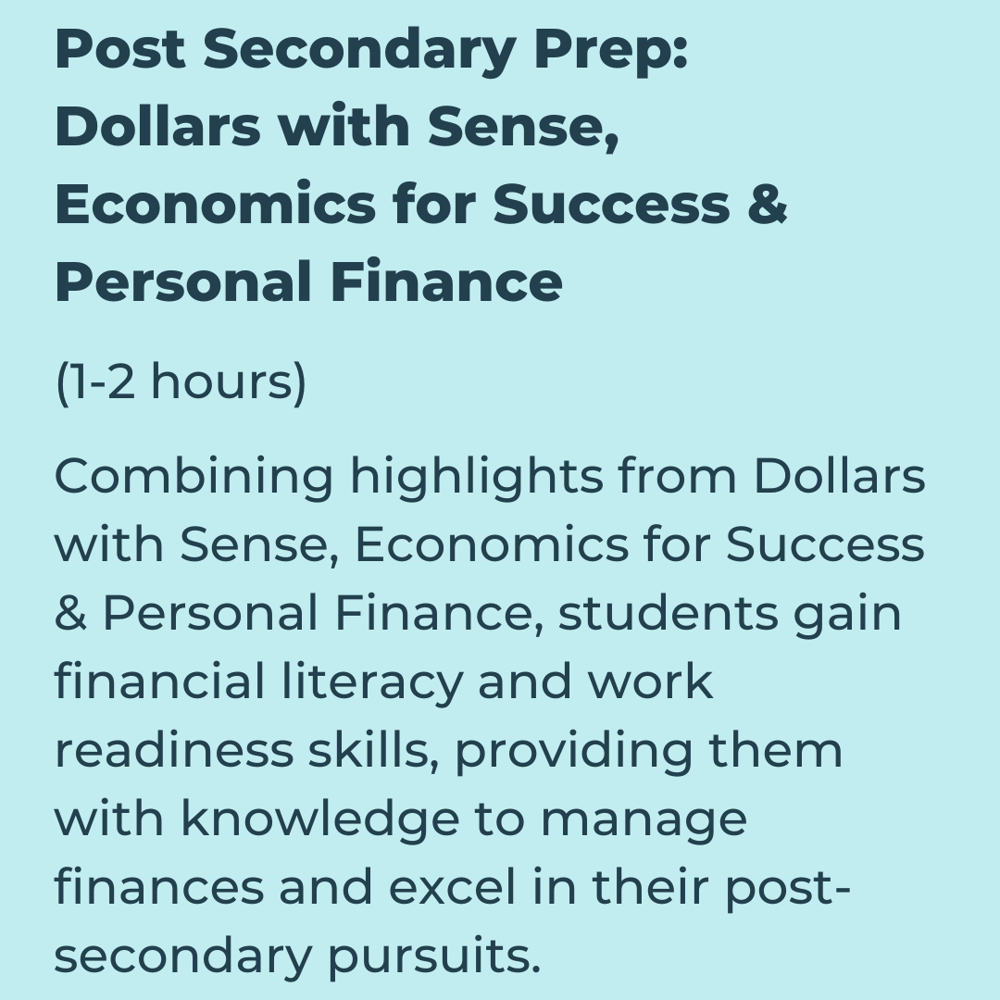 Post Secondary Prep:
Dollars with Sense,
Economics for Success &
Personal Finance
(1-2 hours)
Combining highlights from Dollars
with Sense, Economics for Success
& Personal Finance, students gain
financial literacy and work
readiness skills, providing them
with knowledge to manage
finances and excel in their post-
secondary pursuits.